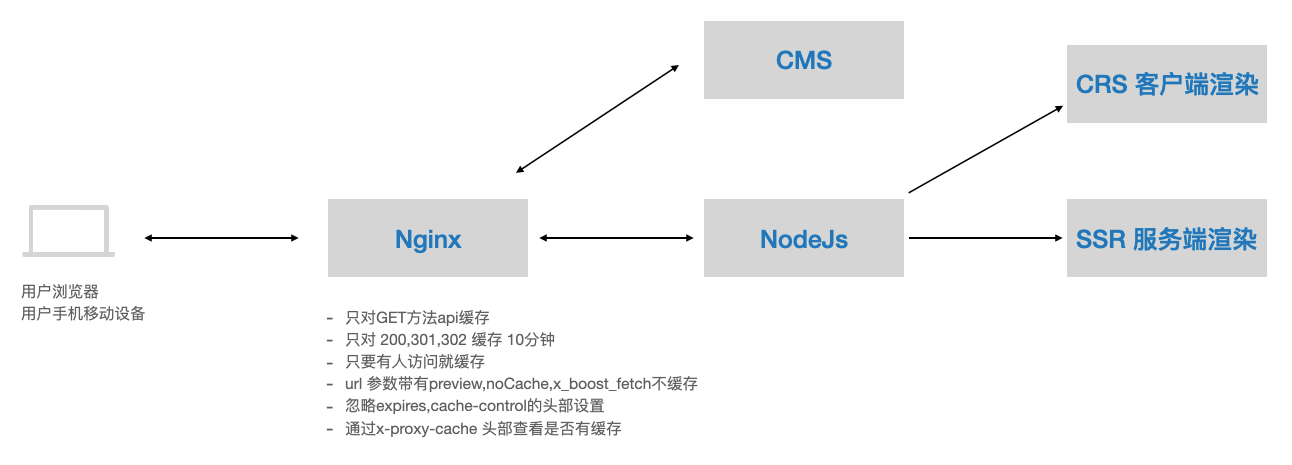 CMS
CRS 客户端渲染
Nginx
NodeJs
SSR 服务端渲染
用户浏览器
用户手机移动设备
- 只对GET方法api缓存
- 只对 200,301,302 缓存 10分钟
- 只要有人访问就缓存
- url 参数带有preview,noCache,x_boost_fetch不缓存
- 忽略expires,cache-control的头部设置
- 通过x-proxy-cache 头部查看是否有缓存